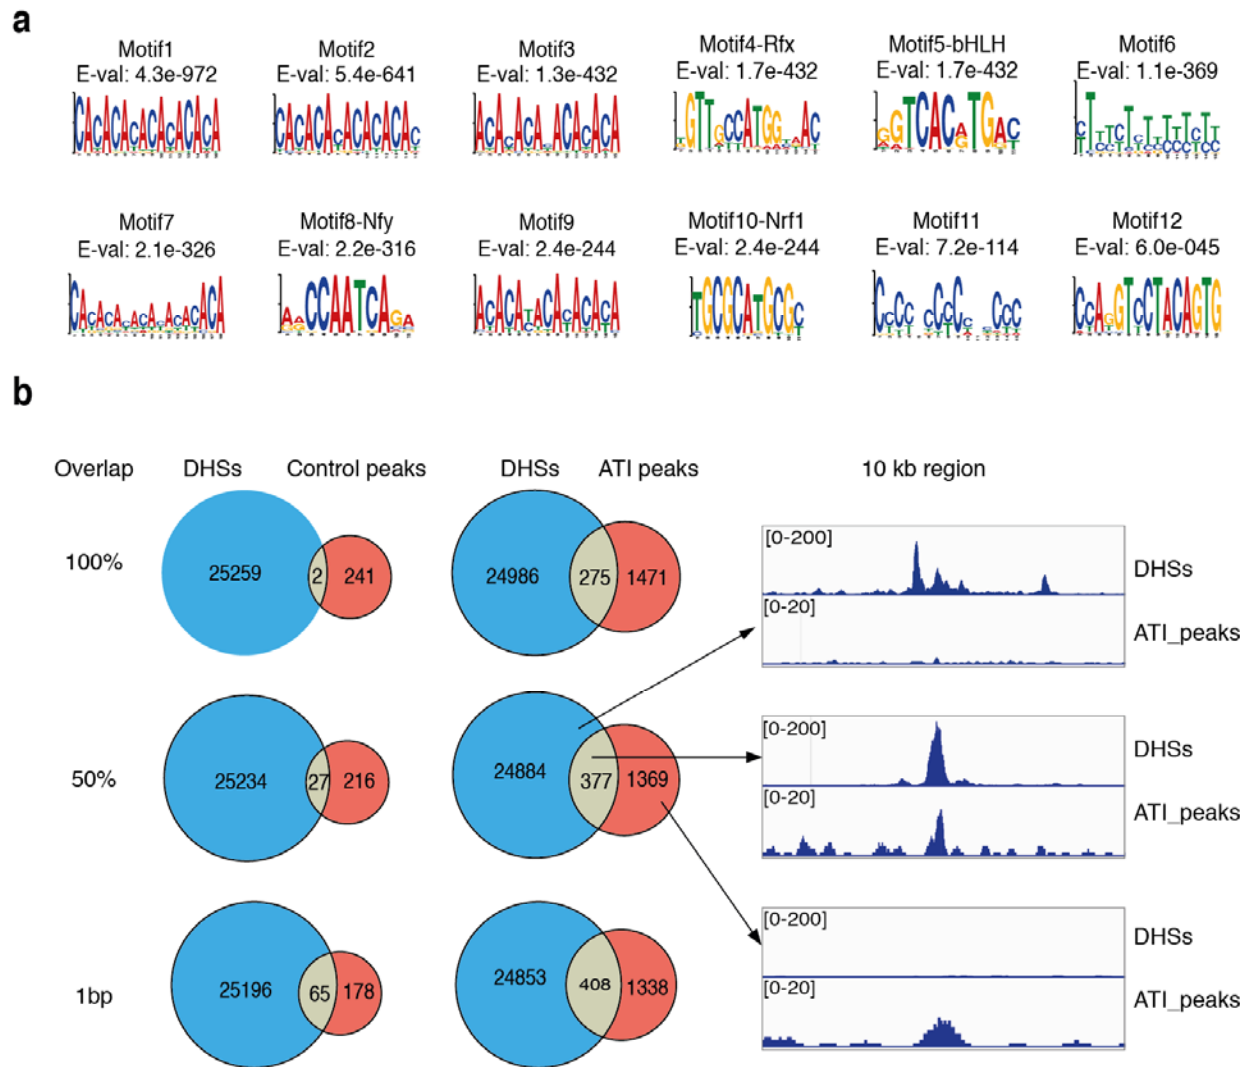 a
Motif1
E-val: 4.3e-972
Motif2
E-val: 5.4e-641
Motif3
E-val: 1.3e-432
Motif4-Rfx
E-val: 1.7e-432
Motif5-bHLH
E-val: 1.7e-432
Motif6
E-val: 1.1e-369
Motif7
E-val: 2.1e-326
Motif8-Nfy
E-val: 2.2e-316
Motif9
E-val: 2.4e-244
Motif10-Nrf1
E-val: 2.4e-244
Motif11
E-val: 7.2e-114
Motif12
E-val: 6.0e-045
b
Overlap DHSs Control peaks DHSs ATI peaks 10 kb region
100%
25259 2 241
24986 275 1471
[0-200]
DHSs
[0-20]
ATI_peaks
50%
25234 27 216
24884 377 1369
[0-200]
DHSs
[0-20]
ATI_peaks
1bp
25196 65 178
24853 408 1338
[0-200]
DHSs
[0-20]
ATI_peaks